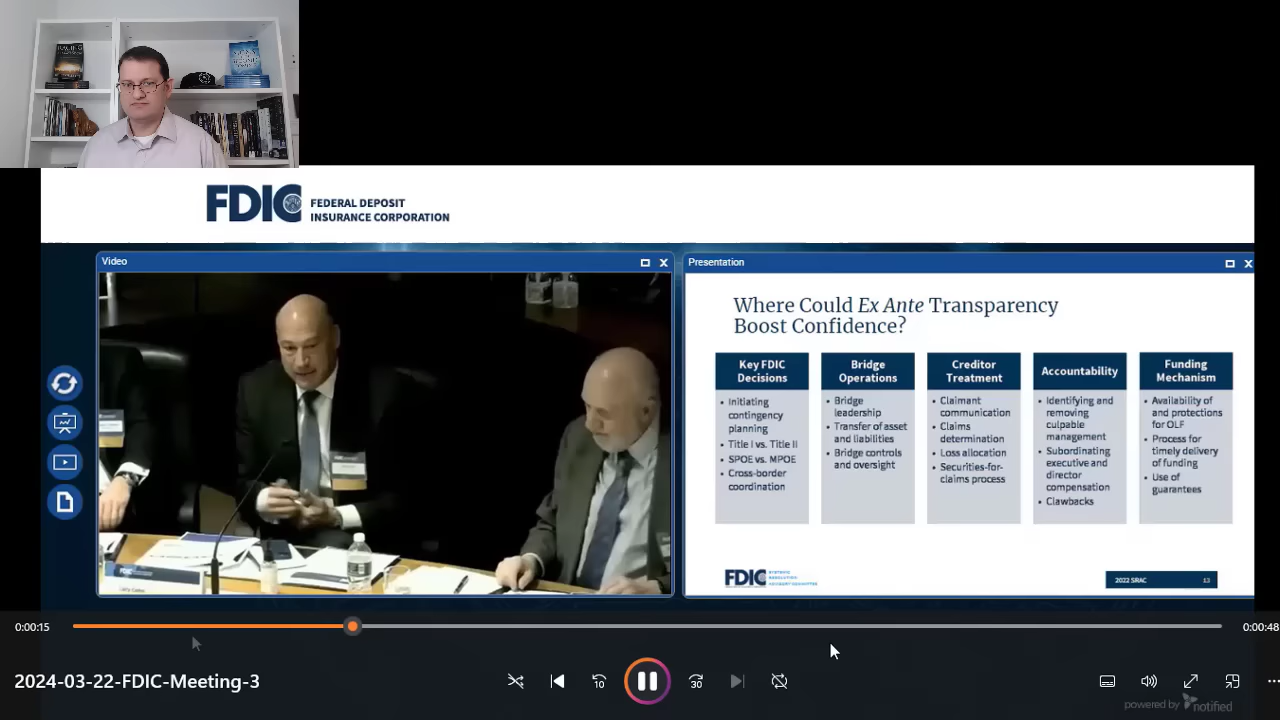 FDIC
FEDERAL DEPOSIT
INSURANCE CORPORATION
Video
Presentation
Where Could Ex Ante Transparency
Boost Confidence?
Key FDIC
Decisions
• Initiating
contingency
planning
• Title I vs. Title II
• SPOE vs. MPOE
• Cross-border
coordination
Bridge
Operations
• Bridge
leadership
• Transfer of asset
and liabilities
• Bridge controls
and oversight
Creditor
Treatment
• Claimant
communication
• Claims
determination
• Loss allocation
• Securities-for-
claims process
Accountability
• Identifying and
removing
culpable
management
• Subordinating
executive and
director
compensation
• Clawbacks
Funding
Mechanism
• Availability of
and protections
for OLF
• Process for
timely delivery
of funding
• Use of
guarantees
FDIC
SYSTEMIC
RESOLUTION
ADVISORY COMMITTEE
2022 SRAC 13
0:00:15
0:00:48
2024-03-22-FDIC-Meeting-3
10
30
powered by notified